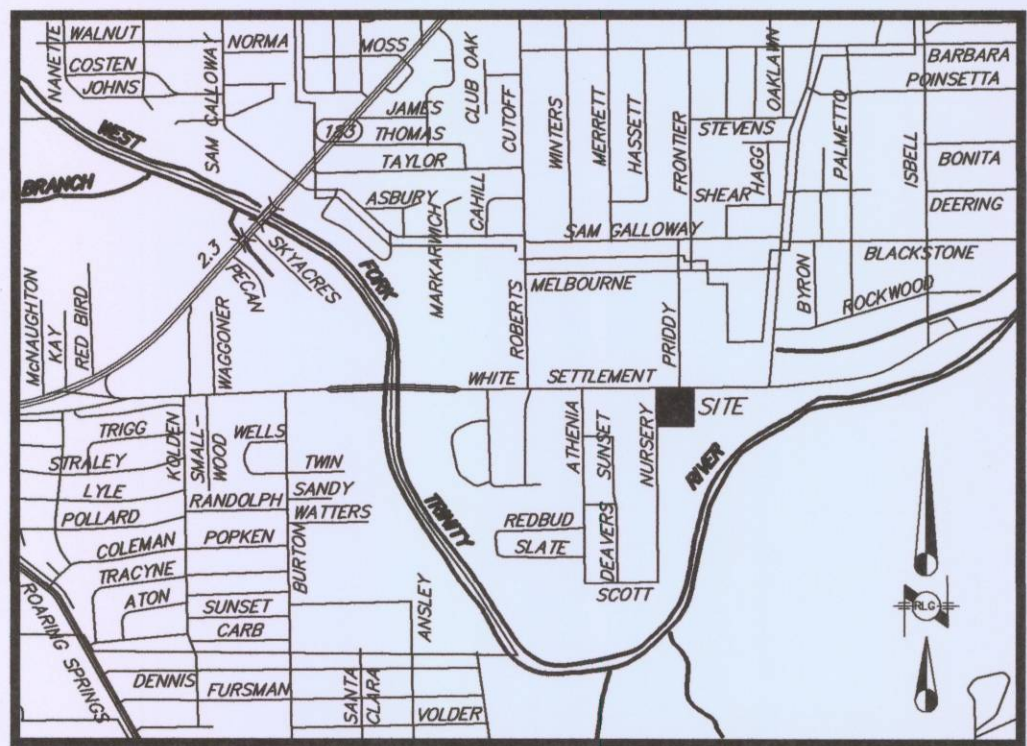 NANETTE
WALNUT
COSTEN
JOHNS
SAM GALLOWAY
NORMA
MOSS
CLUB OAK
JAMES
183
THOMAS
TAYLOR
CUTOFF
WINTERS
MERRETT
HASSETT
FRONTIER
STEVENS
OAKLAWN
HAGG
SHEAR
PALMETTO
ISBELL
BARBARA
POINSETTA
BONITA
DEERING
WEST
BRANCH
ASBURY
MARKARWICH
CAHILL
SAM GALLOWAY
BLACKSTONE
2.3
PECAN
SKYACRES
FORK
ROBERTS
MELBOURNE
PRIDDY
BYRON
ROCKWOOD
McNAUGHTON
KAY
RED BIRD
WAGGONER
WHITE SETTLEMENT
SITE
TRIGG
STRALEY
LYLE
POLLARD
KOLDEN
SMALL-
WOOD
WELLS
TWIN
RANDOLPH
SANDY
WATTERS
ATHENIA
SUNSET
NURSERY
RIVER
TRINITY
REDBUD
SLATE
DEAVERS
SCOTT
COLEMAN
POPKEN
TRACYNE
ATON
SUNSET
CARB
BURTON
ANSLEY
ROARING SPRINGS
DENNIS
FURSMAN
SANTA
CLARA
VOLDER
RLG